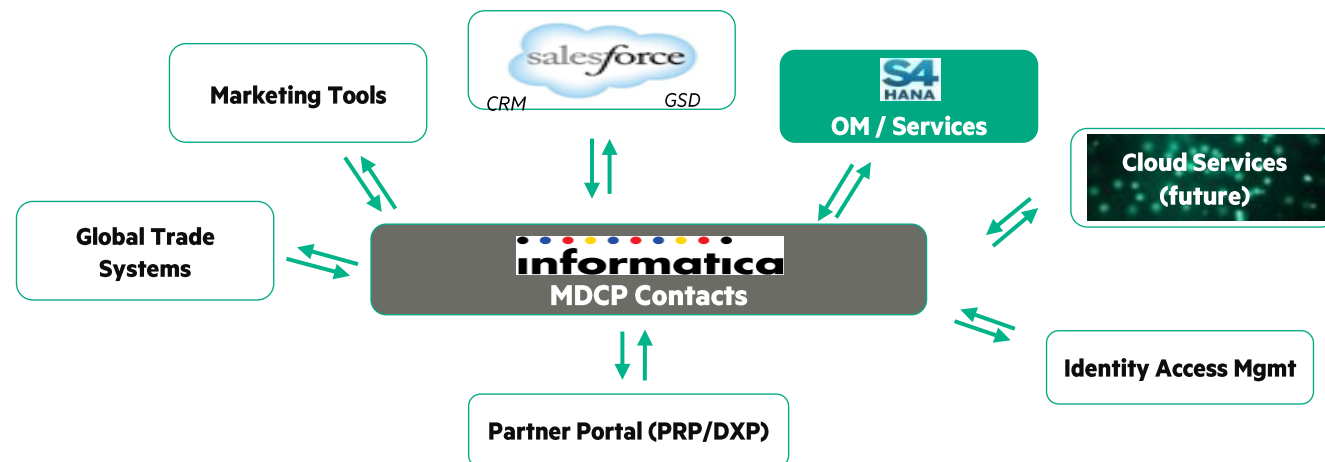 salesforce
CRM
GSD
Marketing Tools
S4
HANA
OM / Services
Cloud Services
(future)
Global Trade
Systems
informatica
MDCP Contacts
Identity Access Mgmt
Partner Portal (PRP/DXP)